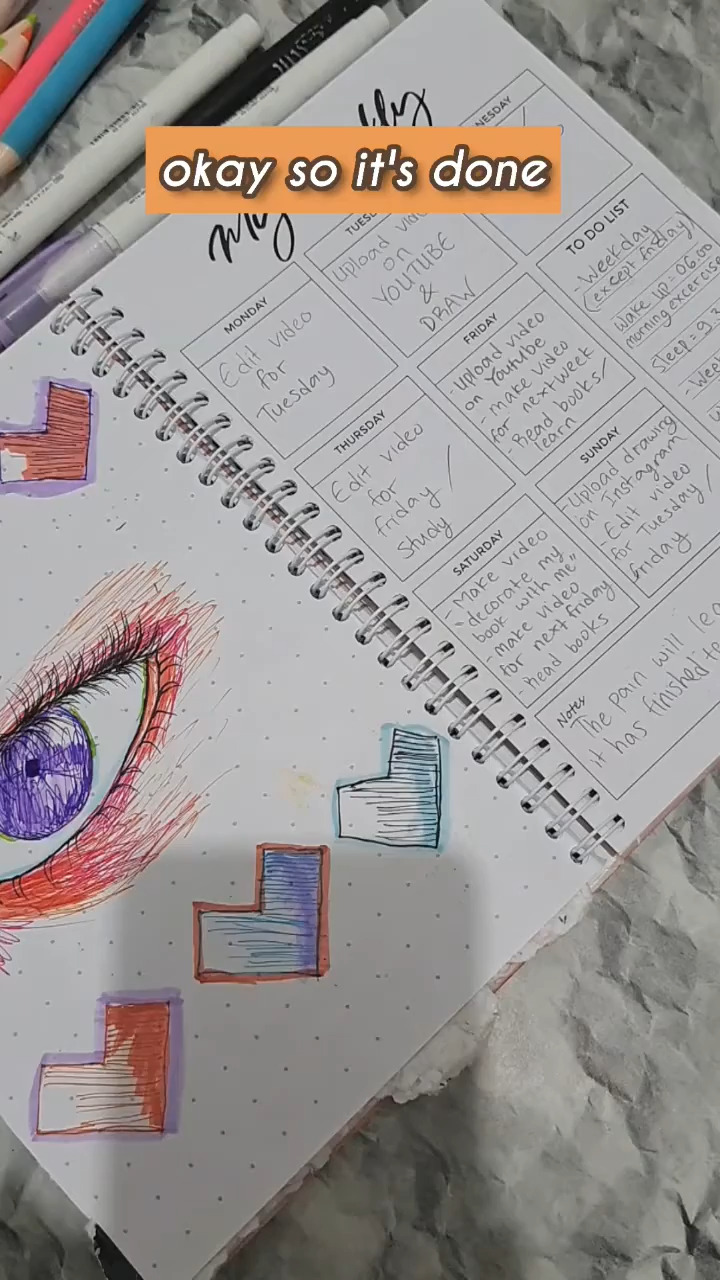 okay so it's done
My
MONDAY
Edit video
for
Tuesday
Upload
on
YOUTUBE
&
DRAW
TO DO LIST
- Weekday
(except friday)
Wake up = 06.00
morning excercise
Sleep = 9.3
THURSDAY
Edit video
for
friday /
Study
FRIDAY
- Upload video
on Youtube
- make video
for next week
- Read books/
learn
SATURDAY
- Make video
"decorate my
book with me"
- make video
for next friday
- Read books
SUNDAY
- Upload drawing
on Instagram
- Edit video
for Tuesday /
friday
Notes
The pain will
it has finished